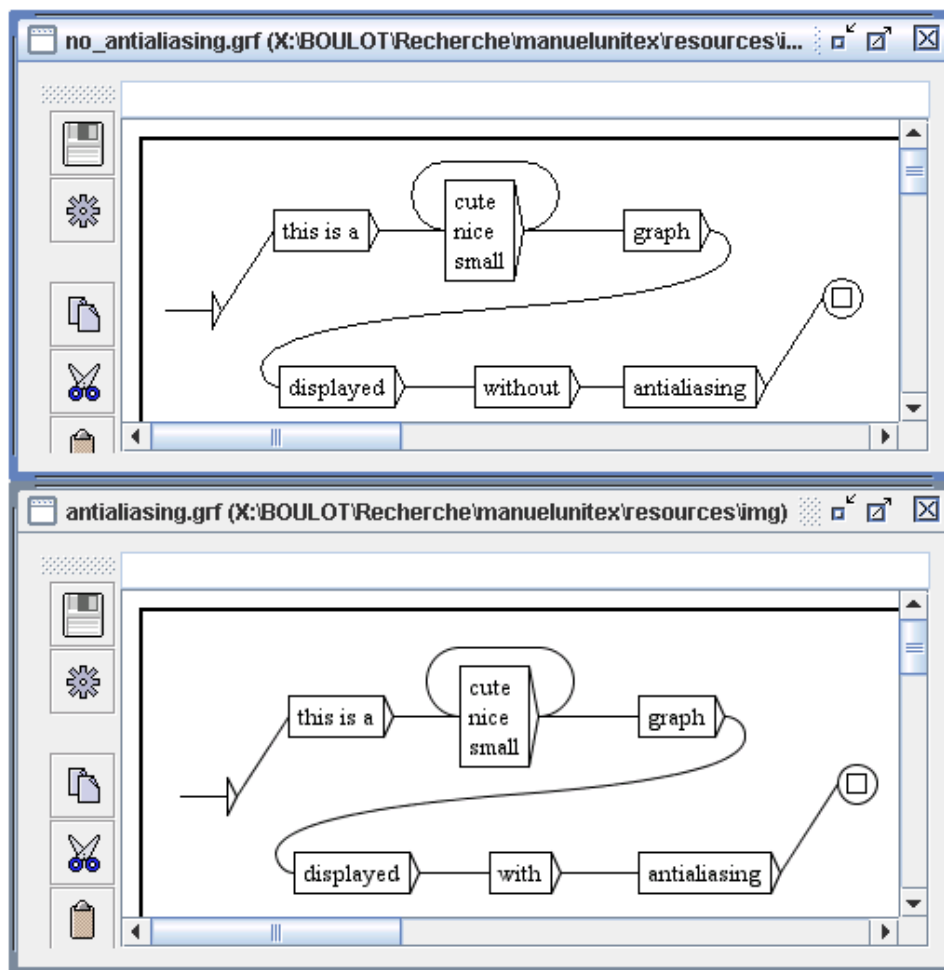 no_antialiasing.grf (X:\BOULOT\Recherche\manuelunitex\resources\i...
this is a
cute
nice
small
graph
displayed
without
antialiasing
antialiasing.grf (X:\BOULOT\Recherche\manuelunitex\resources\img)
this is a
cute
nice
small
graph
displayed
with
antialiasing